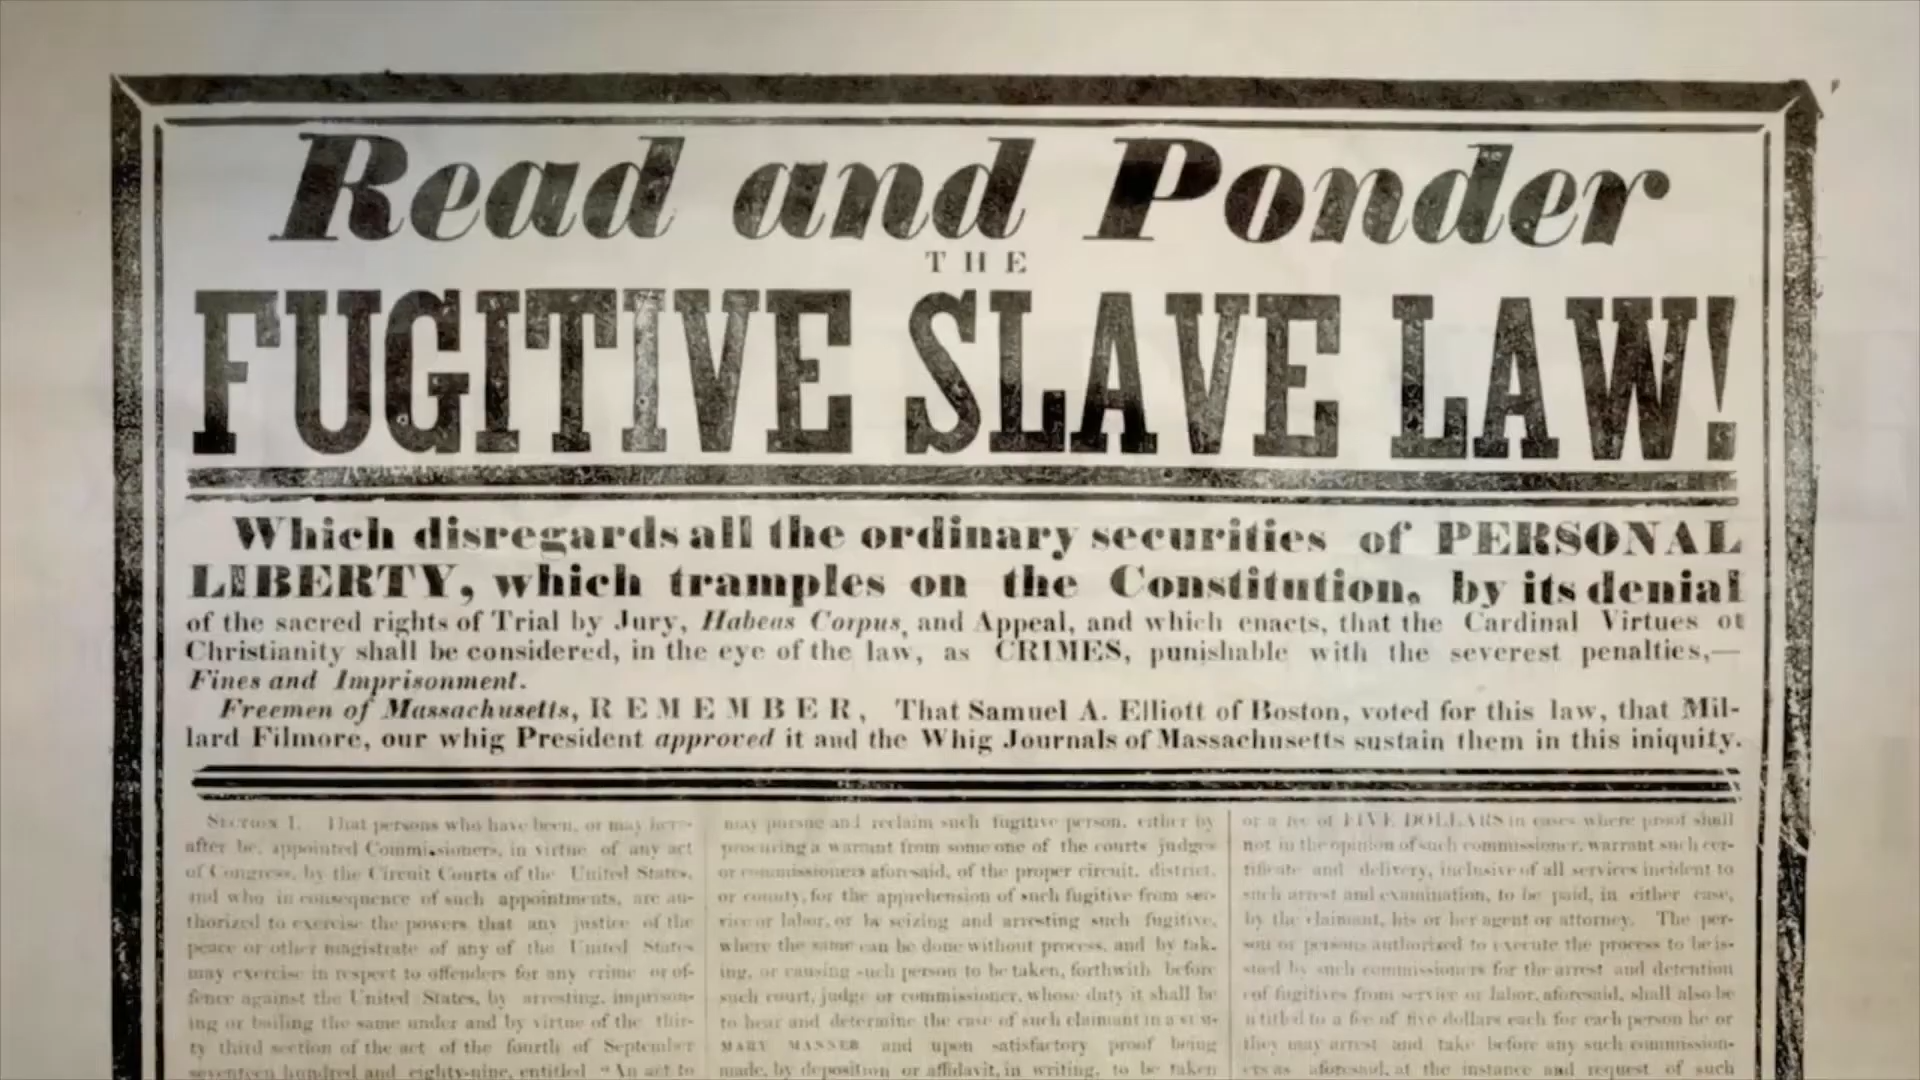 Read and Ponder
THE
FUGITIVE SLAVE LAW!
Which disregards all the ordinary securities of PERSONAL
LIBERTY, which tramples on the Constitution, by its denial
of the sacred rights of Trial by Jury, Habeas Corpus, and Appeal, and which enacts, that the Cardinal Virtues of
Christianity shall be considered, in the eye of the law, as CRIMES, punishable with the severest penalties,—
Fines and Imprisonment.
Freemen of Massachusetts, REMEMBER, That Samuel A. Elliott of Boston, voted for this law, that Mil-
lard Filmore, our whig President approved it and the Whig Journals of Massachusetts sustain them in this iniquity.
SECTION 1. That persons who have been, or may here-
after be, appointed Commissioners, in virtue of any act
of Congress, by the Circuit Courts of the United States,
and who in consequence of such appointments, are au-
thorized to exercise the powers that any justice of the
peace or other magistrate of any of the United States
may exercise in respect to offenders for any crime or of-
fence against the United States, by arresting, imprison-
ing or bailing the same under and by virtue of the thir-
ty third section of the act of the fourth of September
seventeen hundred and eighty-nine, entitled "An act to
may pursue and reclaim such fugitive person, either by
procuring a warrant from some one of the courts judges
or commissioners aforesaid, of the proper circuit, district,
or county, for the apprehension of such fugitive from ser-
vice or labor, or by seizing and arresting such fugitive,
where the same can be done without process, and by tak-
ing, or causing such person to be taken, forthwith before
such court, judge or commissioner, whose duty it shall be
to hear and determine the case of such claimant in a SUM-
MARY MANNER and upon satisfactory proof being
made, by deposition or affidavit, in writing, to be taken
or a fee of FIVE DOLLARS in cases where proof shall
not in the opinion of such commissioner, warrant such cer-
tificate and delivery, inclusive of all services incident to
such arrest and examination, to be paid, in either case,
by the claimant, his or her agent or attorney. The per-
son or persons authorized to execute the process to be is-
sued by such commissioners for the arrest and detention
of fugitives from service or labor, aforesaid, shall also be
ntitled to a fee of five dollars each for each person he or
they may arrest and take before any such commission-
ers as aforesaid, at the instance and request of such